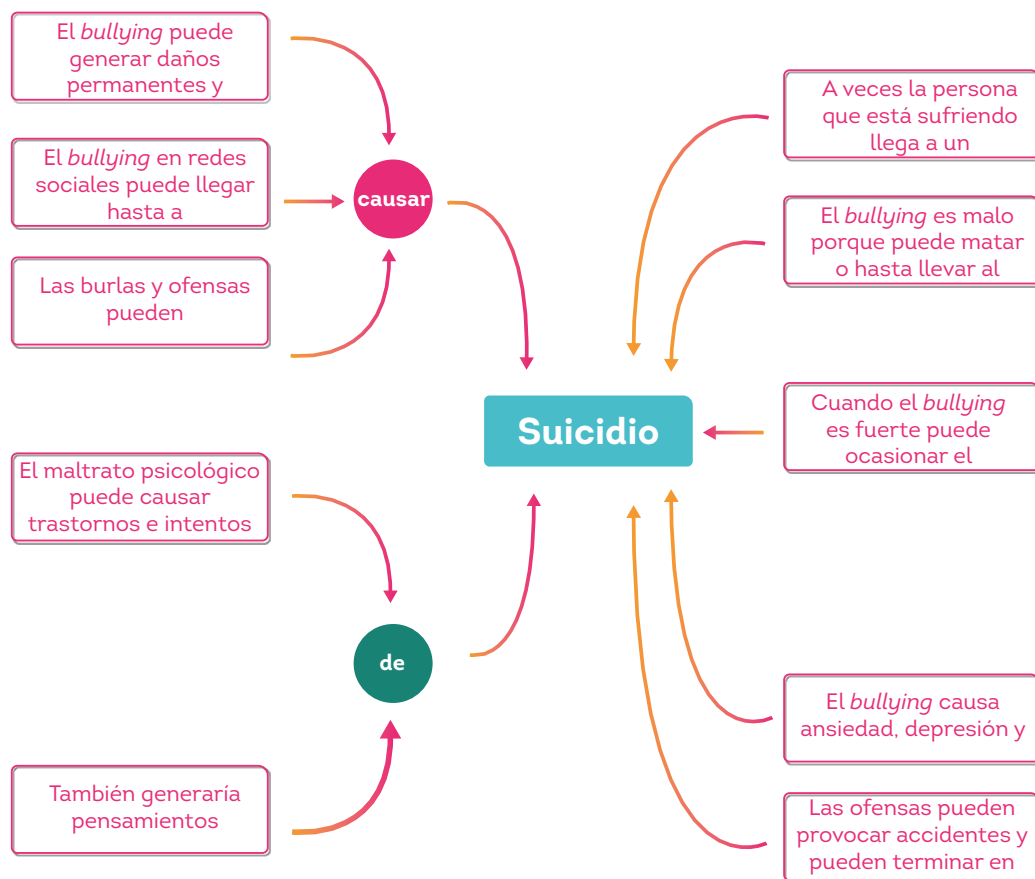 El bullying puede
generar daños
permanentes y
El bullying en redes
sociales puede llegar
hasta a
Las burlas y ofensas
pueden
causar
El maltrato psicológico
puede causar
trastornos e intentos
También generaría
pensamientos
de
Suicidio
A veces la persona
que está sufriendo
llega a un
El bullying es malo
porque puede matar
o hasta llevar al
Cuando el bullying
es fuerte puede
ocasionar el
El bullying causa
ansiedad, depresión y
Las ofensas pueden
provocar accidentes y
pueden terminar en